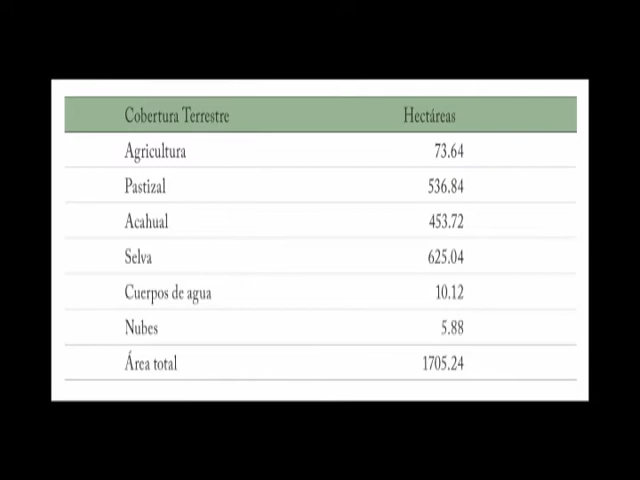 Cobertura Terrestre Hectáreas
Agricultura 73.64
Pastizal 536.84
Acahual 453.72
Selva 625.04
Cuerpos de agua 10.12
Nubes 5.88
Área total 1705.24